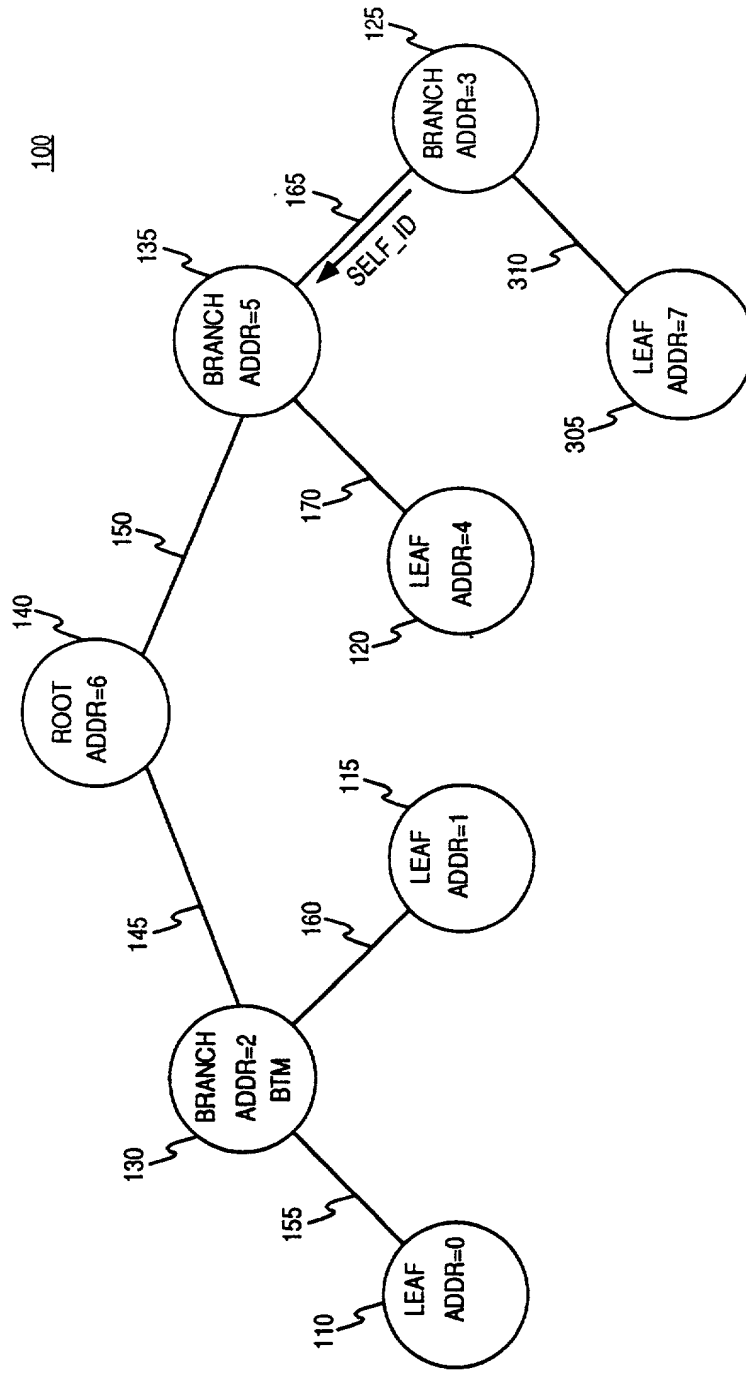 100
140
ROOT
ADDR=6
145
150
135
BRANCH
ADDR=5
130
BRANCH
ADDR=2
BTM
165
SELF_ID
125
BRANCH
ADDR=3
155
160
170
310
110
LEAF
ADDR=0
115
LEAF
ADDR=1
120
LEAF
ADDR=4
305
LEAF
ADDR=7